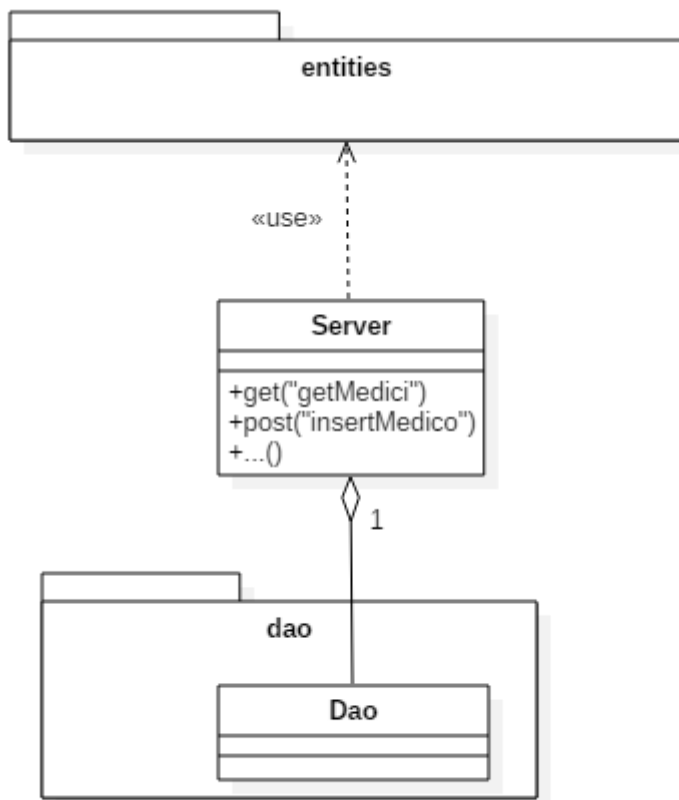 entities
«use»
Server
+get("getMedici")
+post("insertMedico")
+...()
1
dao
Dao